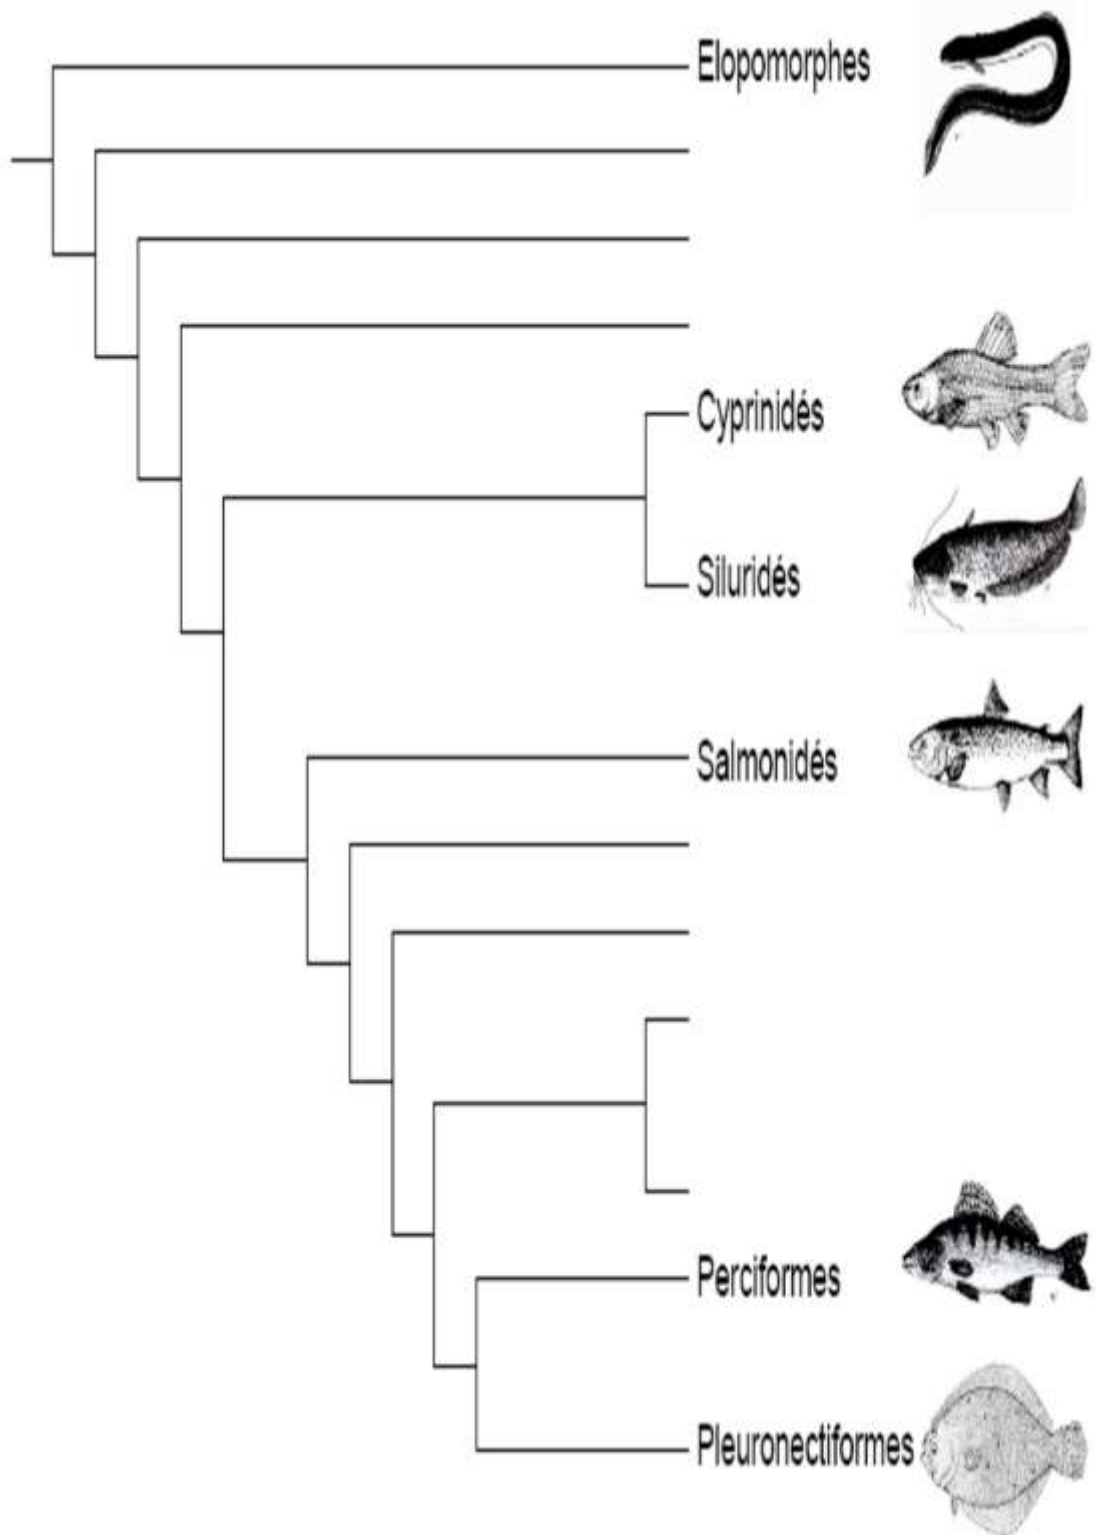 Elopomorphes
Cyprinidés
Siluridés
Salmonidés
Perciformes
Pleuronectiformes